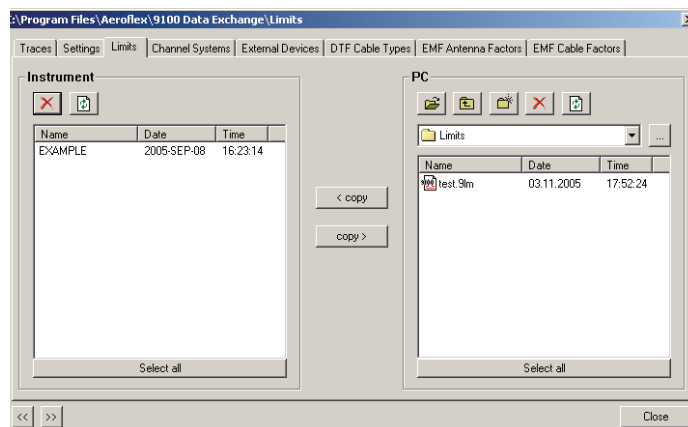 :\Program Files\Aeroflex\9100 Data Exchange\Limits
Traces Settings Limits Channel Systems External Devices DTF Cable Types EMF Antenna Factors EMF Cable Factors
Instrument
Name Date Time
EXAMPLE 2005-SEP-08 16:23:14
Select all
< copy
copy >
PC
Limits
...
Name Date Time
9100 test.9lm 03.11.2005 17:52:24
Select all
<< >>
Close